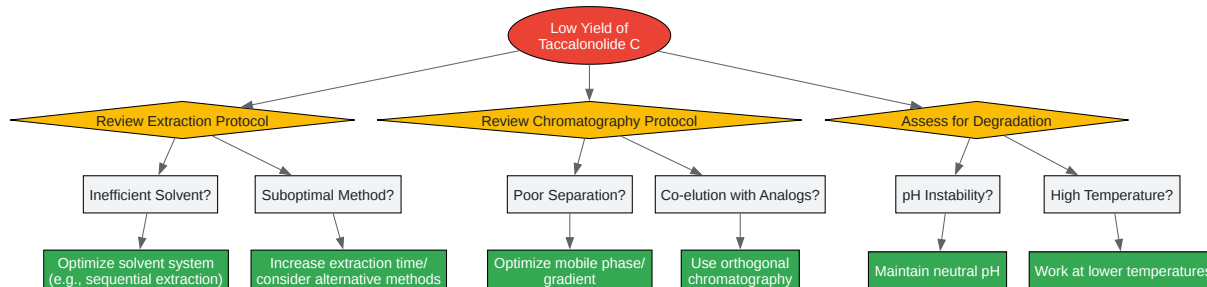 Low Yield of
Taccalonolide C
Review Extraction Protocol
Review Chromatography Protocol
Assess for Degradation
Inefficient Solvent?
Suboptimal Method?
Poor Separation?
Co-elution with Analogs?
pH Instability?
High Temperature?
Optimize solvent system
(e.g., sequential extraction)
Increase extraction time/
consider alternative methods
Optimize mobile phase/
gradient
Use orthogonal
chromatography
Maintain neutral pH
Work at lower temperatures